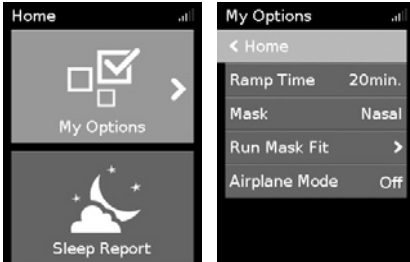 Home
My Options
Sleep Report
My Options
Home
Ramp Time 20min.
Mask Nasal
Run Mask Fit
Airplane Mode Off